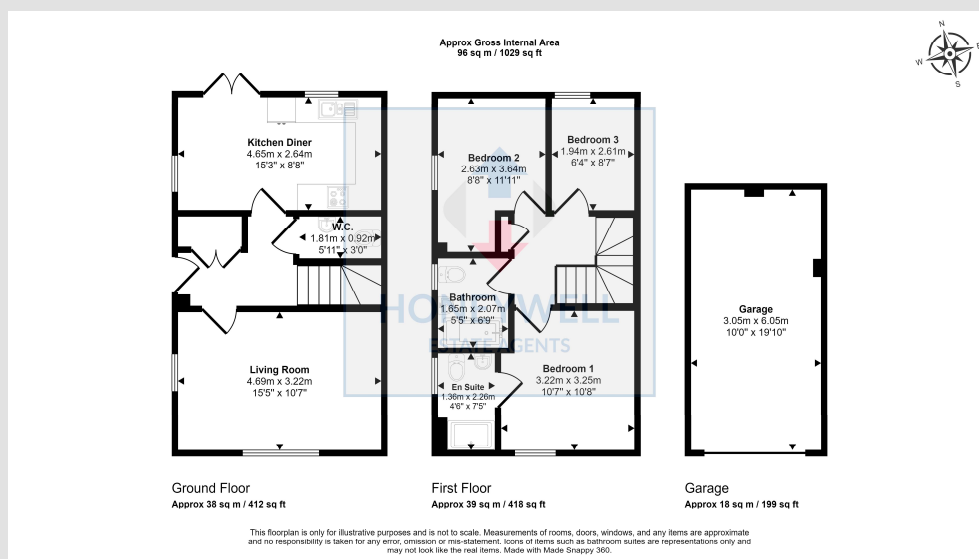 Approx Gross Internal Area
96 sq m / 1029 sq ft
N
W
E
S
Kitchen Diner
4.65m x 2.64m
15'3" x 8'8"
W.C.
1.81m x 0.92m
5'11" x 3'0"
Living Room
4.69m x 3.22m
15'5" x 10'7"
Bedroom 2
2.63m x 3.64m
8'8" x 11'11"
Bedroom 3
1.94m x 2.61m
6'4" x 8'7"
Bathroom
1.65m x 2.07m
5'5" x 6'9"
HONEYWELL
ESTATE AGENTS
En Suite
1.36m x 2.26m
4'6" x 7'5"
Bedroom 1
3.22m x 3.25m
10'7" x 10'8"
Garage
3.05m x 6.05m
10'0" x 19'10"
Ground Floor
Approx 38 sq m / 412 sq ft
First Floor
Approx 39 sq m / 418 sq ft
Garage
Approx 18 sq m / 199 sq ft
This floorplan is only for illustrative purposes and is not to scale. Measurements of rooms, doors, windows, and any items are approximate
and no responsibility is taken for any error, omission or mis-statement. Icons of items such as bathroom suites are representations only and
may not look like the real items. Made with Made Snappy 360.